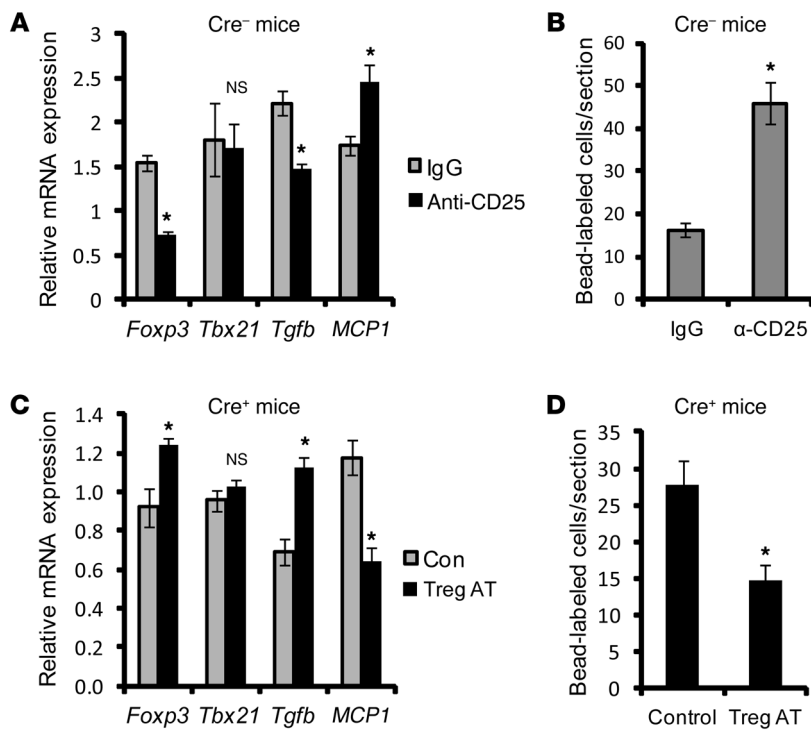 A
Cre⁻ mice
Relative mRNA expression
3
2.5
2
1.5
1
0.5
0
*
NS
*
*
IgG
Anti-CD25
Foxp3 Tbx21 Tgfb MCP1
B
Cre⁻ mice
Bead-labeled cells/section
60
50
40
30
20
10
0
*
IgG α-CD25
C
Cre⁺ mice
Relative mRNA expression
1.4
1.2
1.0
0.8
0.6
0.4
0.2
0.0
*
NS
*
*
Con
Treg AT
Foxp3 Tbx21 Tgfb MCP1
D
Cre⁺ mice
Bead-labeled cells/section
35
30
25
20
15
10
5
0
*
Control Treg AT